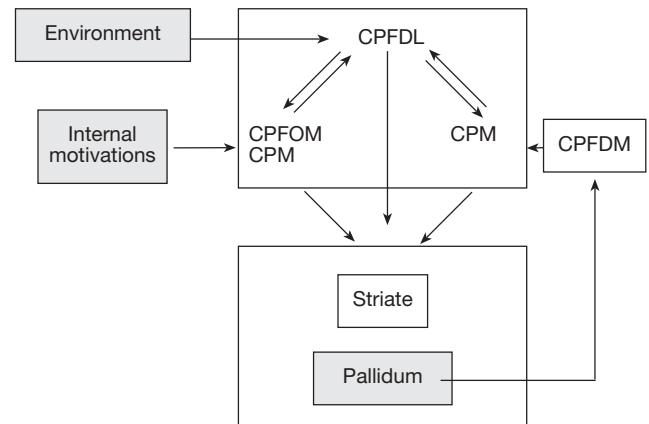 Environment
CPFDL
Internal
motivations
CPFOM
CPM
CPM
CPFDM
Striate
Pallidum